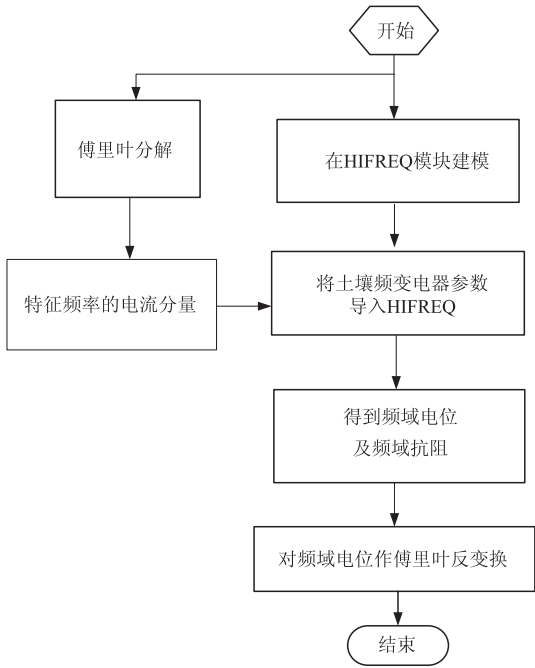 开始
傅里叶分解
在HIFREQ模块建模
特征频率的电流分量
将土壤频变电器参数
导入HIFREQ
得到频域电位
及频域抗阻
对频域电位作傅里叶反变换
结束